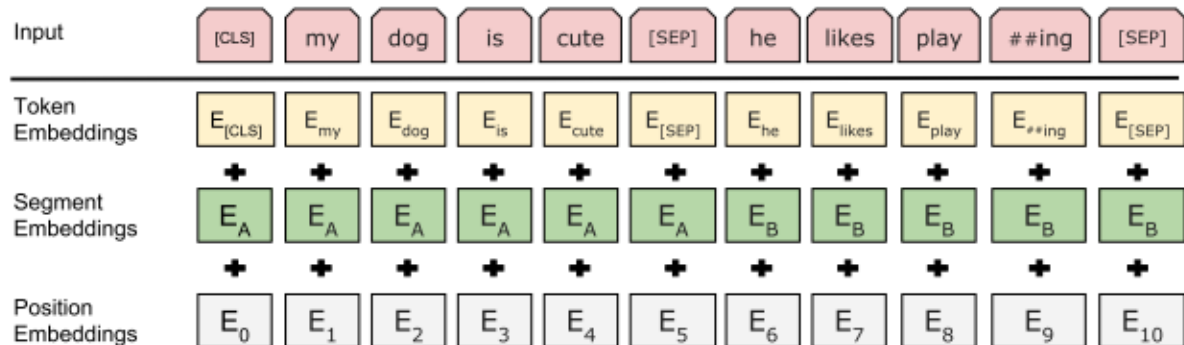 Input [CLS] my dog is cute [SEP] he likes play ##ing [SEP]
Token Embeddings E[CLS] Emy Edog Eis Ecute E[SEP] Ehe Elikes Eplay E##ing E[SEP]
+ + + + + + + + + + +
Segment Embeddings EA EA EA EA EA EA EB EB EB EB EB
+ + + + + + + + + + +
Position Embeddings E0 E1 E2 E3 E4 E5 E6 E7 E8 E9 E10